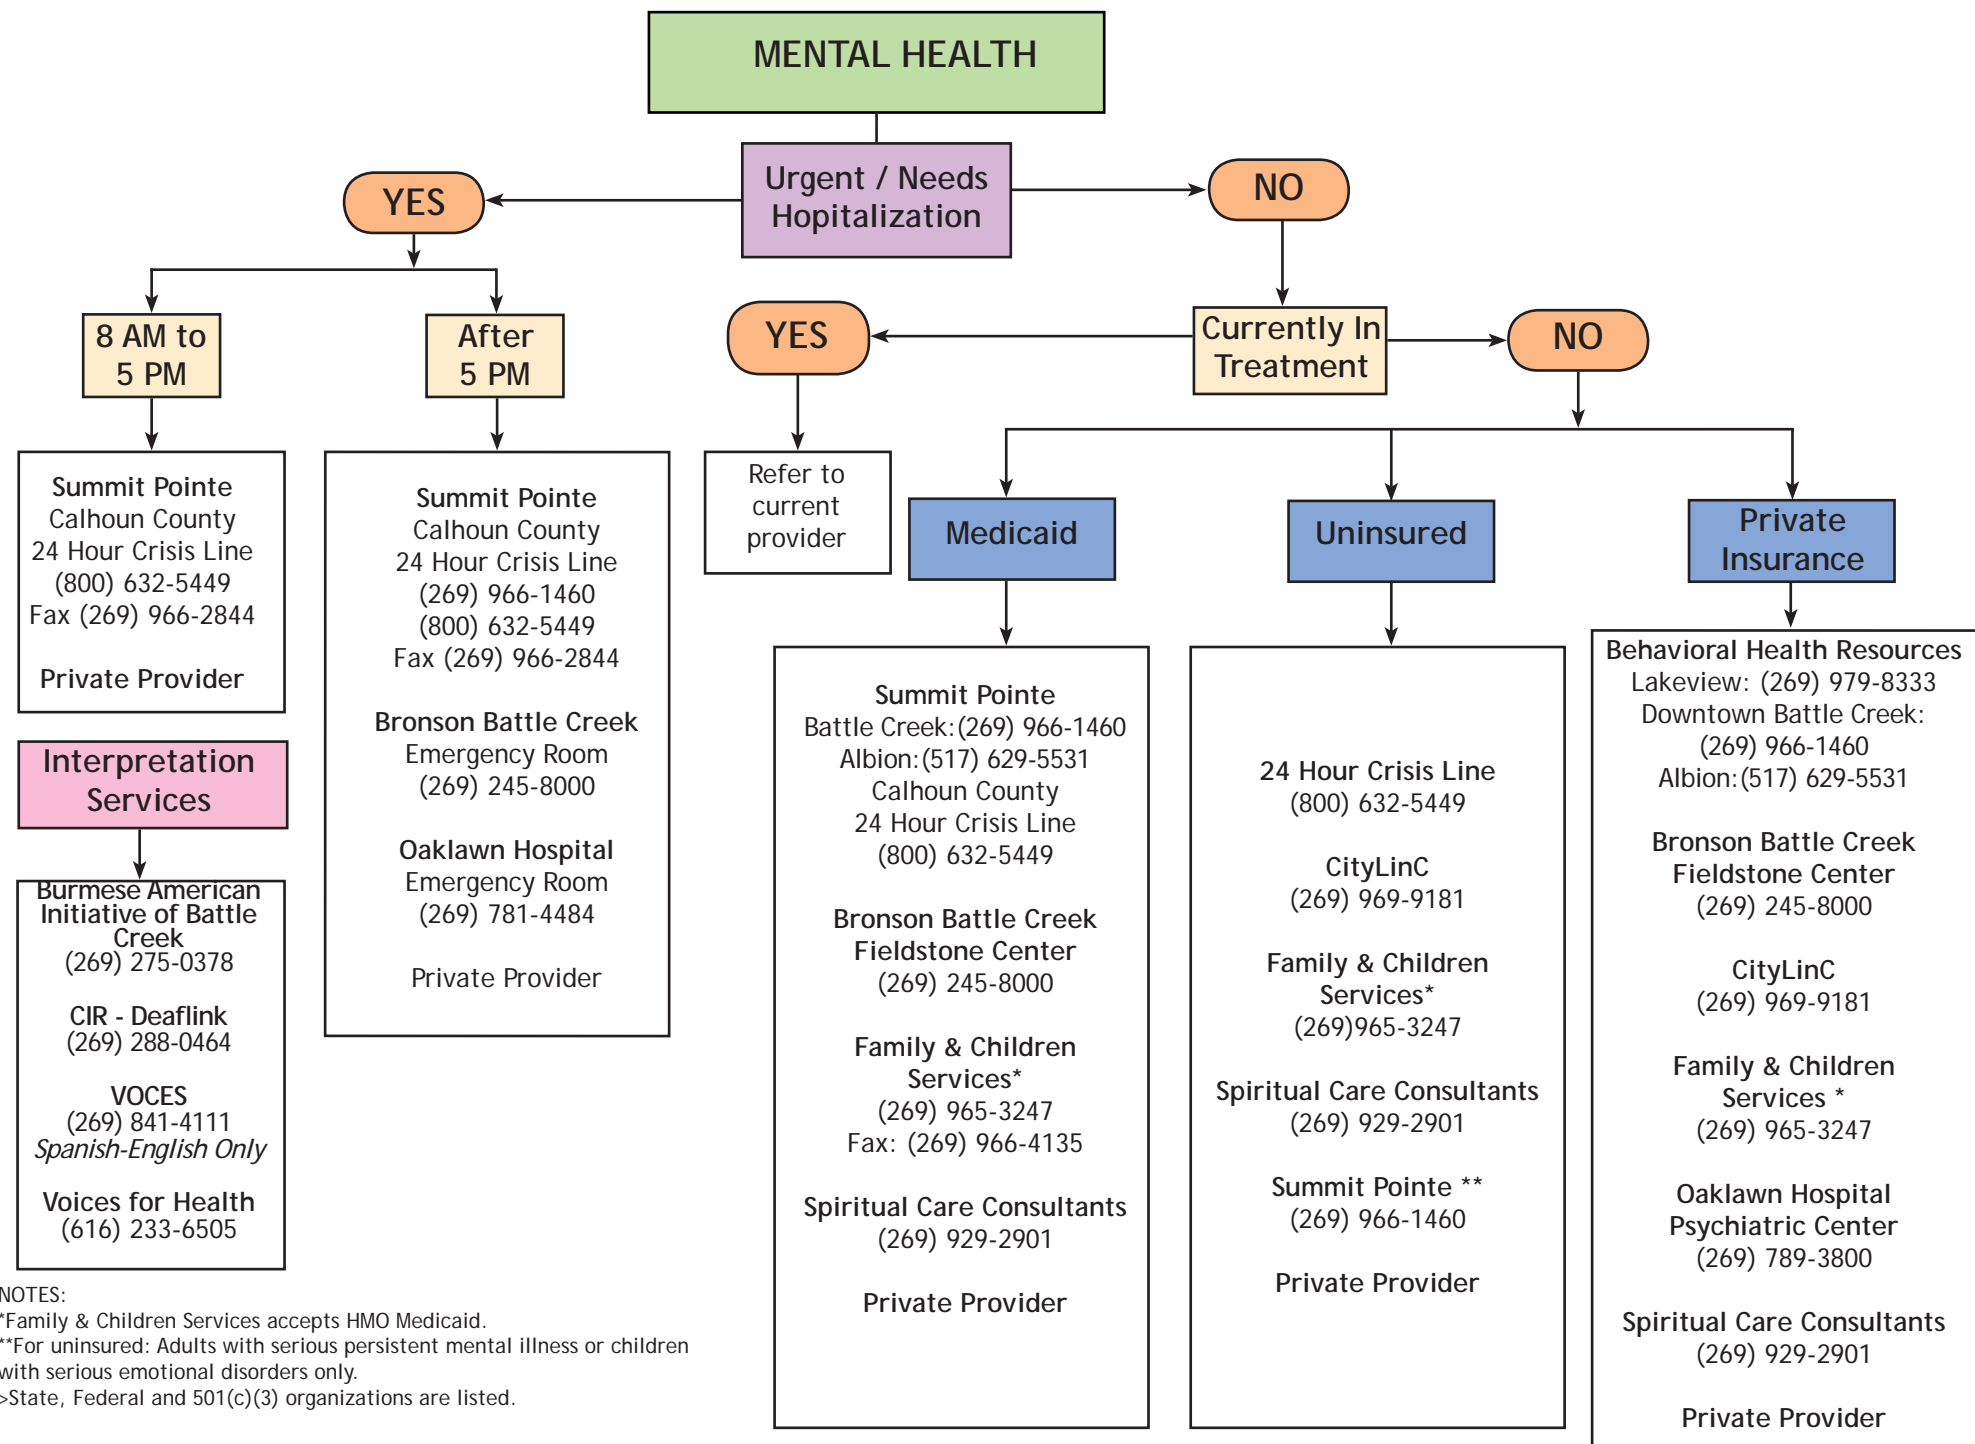 MENTAL HEALTH
Urgent / Needs
Hopitalization
YES
NO
8 AM to
5 PM
After
5 PM
YES
Currently In
Treatment
NO
Summit Pointe
Calhoun County
24 Hour Crisis Line
(800) 632-5449
Fax (269) 966-2844
Private Provider
Summit Pointe
Calhoun County
24 Hour Crisis Line
(269) 966-1460
(800) 632-5449
Fax (269) 966-2844
Bronson Battle Creek
Emergency Room
(269) 245-8000
Oaklawn Hospital
Emergency Room
(269) 781-4484
Private Provider
Refer to
current
provider
Medicaid
Uninsured
Private
Insurance
Summit Pointe
Battle Creek:(269) 966-1460
Albion:(517) 629-5531
Calhoun County
24 Hour Crisis Line
(800) 632-5449
Bronson Battle Creek
Fieldstone Center
(269) 245-8000
Family & Children
Services*
(269) 965-3247
Fax: (269) 966-4135
Spiritual Care Consultants
(269) 929-2901
Private Provider
24 Hour Crisis Line
(800) 632-5449
CityLinC
(269) 969-9181
Family & Children
Services*
(269)965-3247
Spiritual Care Consultants
(269) 929-2901
Summit Pointe **
(269) 966-1460
Private Provider
Behavioral Health Resources
Lakeview: (269) 979-8333
Downtown Battle Creek:
(269) 966-1460
Albion:(517) 629-5531
Bronson Battle Creek
Fieldstone Center
(269) 245-8000
CityLinC
(269) 969-9181
Family & Children
Services *
(269) 965-3247
Oaklawn Hospital
Psychiatric Center
(269) 789-3800
Spiritual Care Consultants
(269) 929-2901
Private Provider
Interpretation
Services
Burmese American
Initiative of Battle
Creek
(269) 275-0378
CIR - Deaflink
(269) 288-0464
VOCES
(269) 841-4111
Spanish-English Only
Voices for Health
(616) 233-6505
NOTES:
*Family & Children Services accepts HMO Medicaid.
**For uninsured: Adults with serious persistent mental illness or children
with serious emotional disorders only.
>State, Federal and 501(c)(3) organizations are listed.